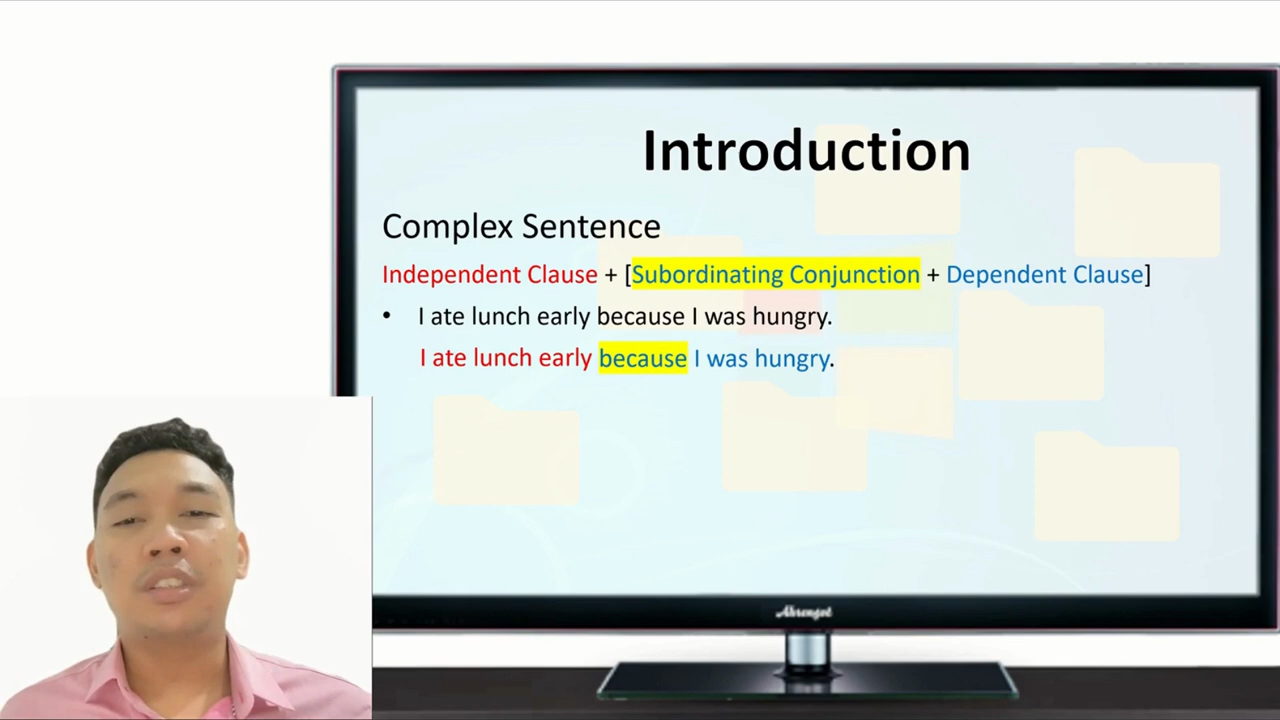 Introduction
Complex Sentence
Independent Clause + [Subordinating Conjunction + Dependent Clause]
• I ate lunch early because I was hungry.
I ate lunch early because I was hungry.
Ahrengot